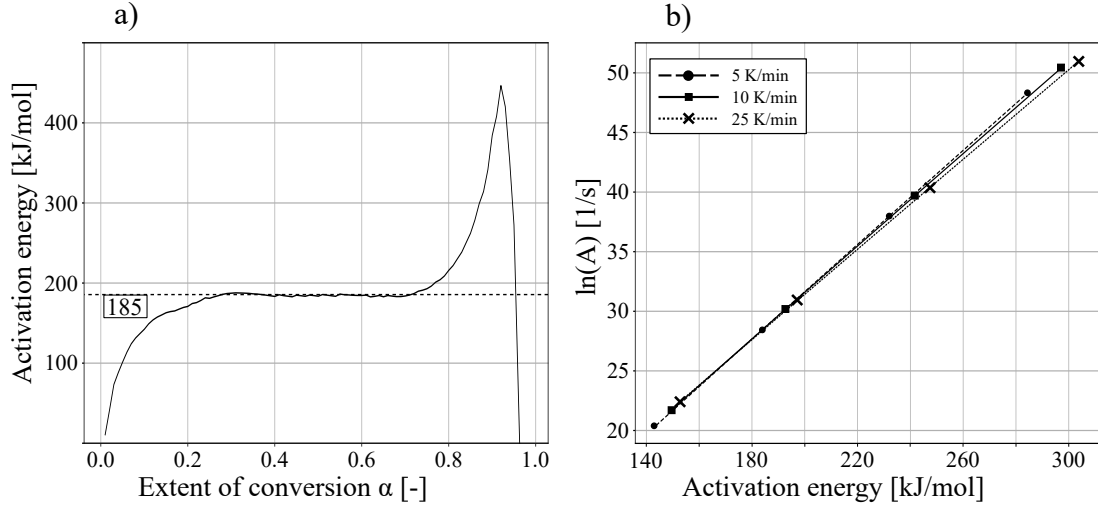 a)
Activation energy [kJ/mol]
400
300
200
100
185
0.0 0.2 0.4 0.6 0.8 1.0
Extent of conversion α [-]
b)
ln(A) [1/s]
50
45
40
35
30
25
20
5 K/min
10 K/min
25 K/min
140 180 220 260 300
Activation energy [kJ/mol]